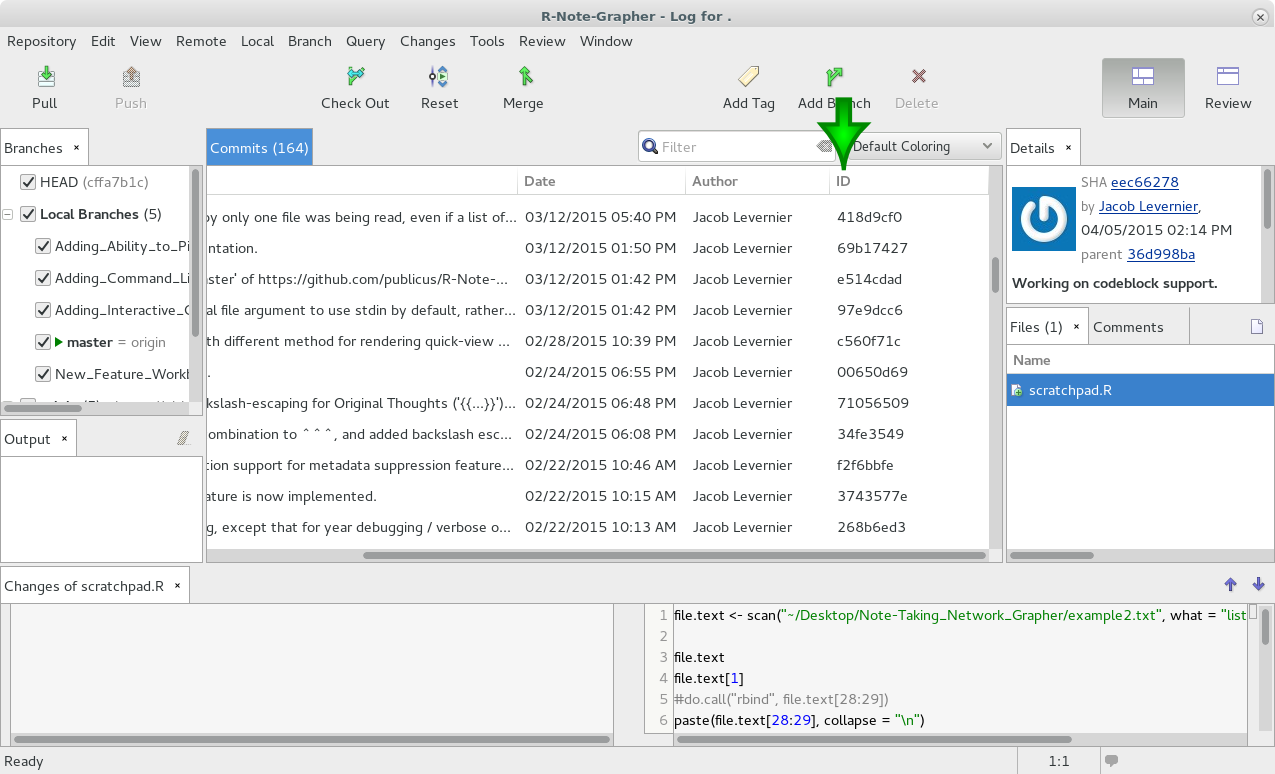 R-Note-Grapher - Log for .
Repository Edit View Remote Local Branch Query Changes Tools Review Window
Pull Push Check Out Reset Merge Add Tag Add Branch Delete Main Review
Branches
HEAD (cffa7b1c)
Local Branches (5)
Adding_Ability_to_Pi
Adding_Command_Li
Adding_Interactive_C
master = origin
New_Feature_Workb
Output
Commits (164)
Filter
Default Coloring
Date Author ID
by only one file was being read, even if a list of... 03/12/2015 05:40 PM Jacob Levernier 418d9cf0
ntation. 03/12/2015 01:50 PM Jacob Levernier 69b17427
aster' of https://github.com/publicus/R-Note-... 03/12/2015 01:42 PM Jacob Levernier e514cdad
al file argument to use stdin by default, rather... 03/12/2015 01:42 PM Jacob Levernier 97e9dcc6
th different method for rendering quick-view ... 02/28/2015 10:39 PM Jacob Levernier c560f71c
. 02/24/2015 06:55 PM Jacob Levernier 00650d69
kslash-escaping for Original Thoughts ('{{...}}')... 02/24/2015 06:48 PM Jacob Levernier 71056509
ombination to ^^^, and added backslash esc... 02/24/2015 06:08 PM Jacob Levernier 34fe3549
tion support for metadata suppression feature... 02/22/2015 10:46 AM Jacob Levernier f2f6bbfe
ature is now implemented. 02/22/2015 10:15 AM Jacob Levernier 3743577e
g, except that for year debugging / verbose o... 02/22/2015 10:13 AM Jacob Levernier 268b6ed3
Details
SHA eec66278
by Jacob Levernier,
04/05/2015 02:14 PM
parent 36d998ba
Working on codeblock support.
Files (1) Comments
Name
scratchpad.R
Changes of scratchpad.R
1 file.text <- scan("~/Desktop/Note-Taking_Network_Grapher/example2.txt", what = "list
2
3 file.text
4 file.text[1]
5 #do.call("rbind", file.text[28:29])
6 paste(file.text[28:29], collapse = "\n")
Ready 1:1